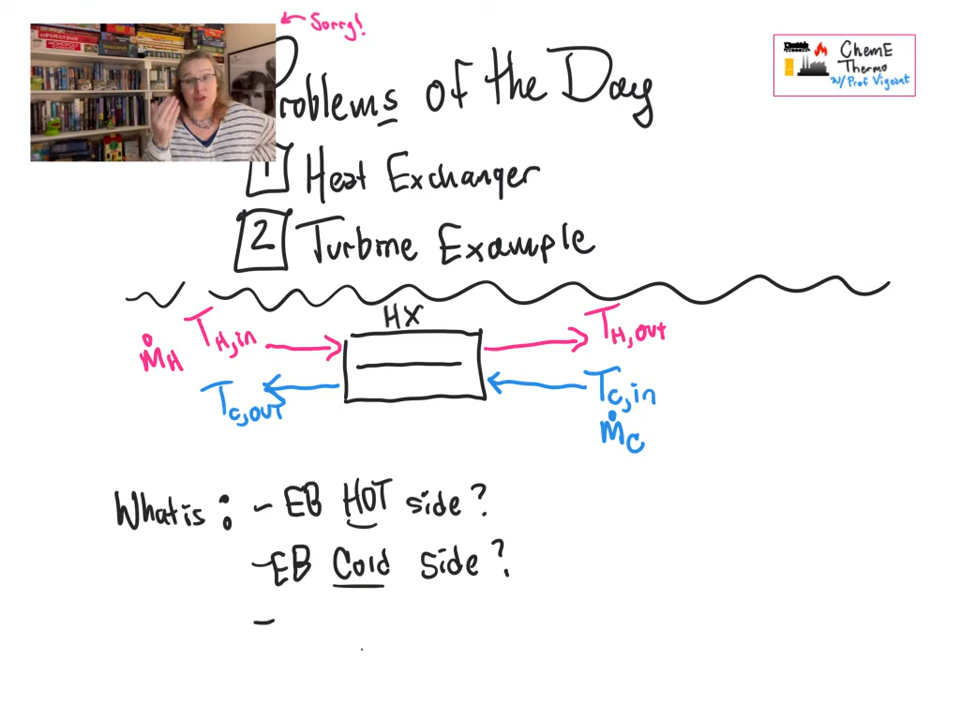 Sorry!
Problems of the Day
1 Heat Exchanger
2 Turbine Example
ChemE
Thermo
w/ Prof Vigeant
HX
ṁH TH,in
TH,out
TC,out
TC,in
ṁC
What is: - EB HOT side?
- EB Cold side?
-